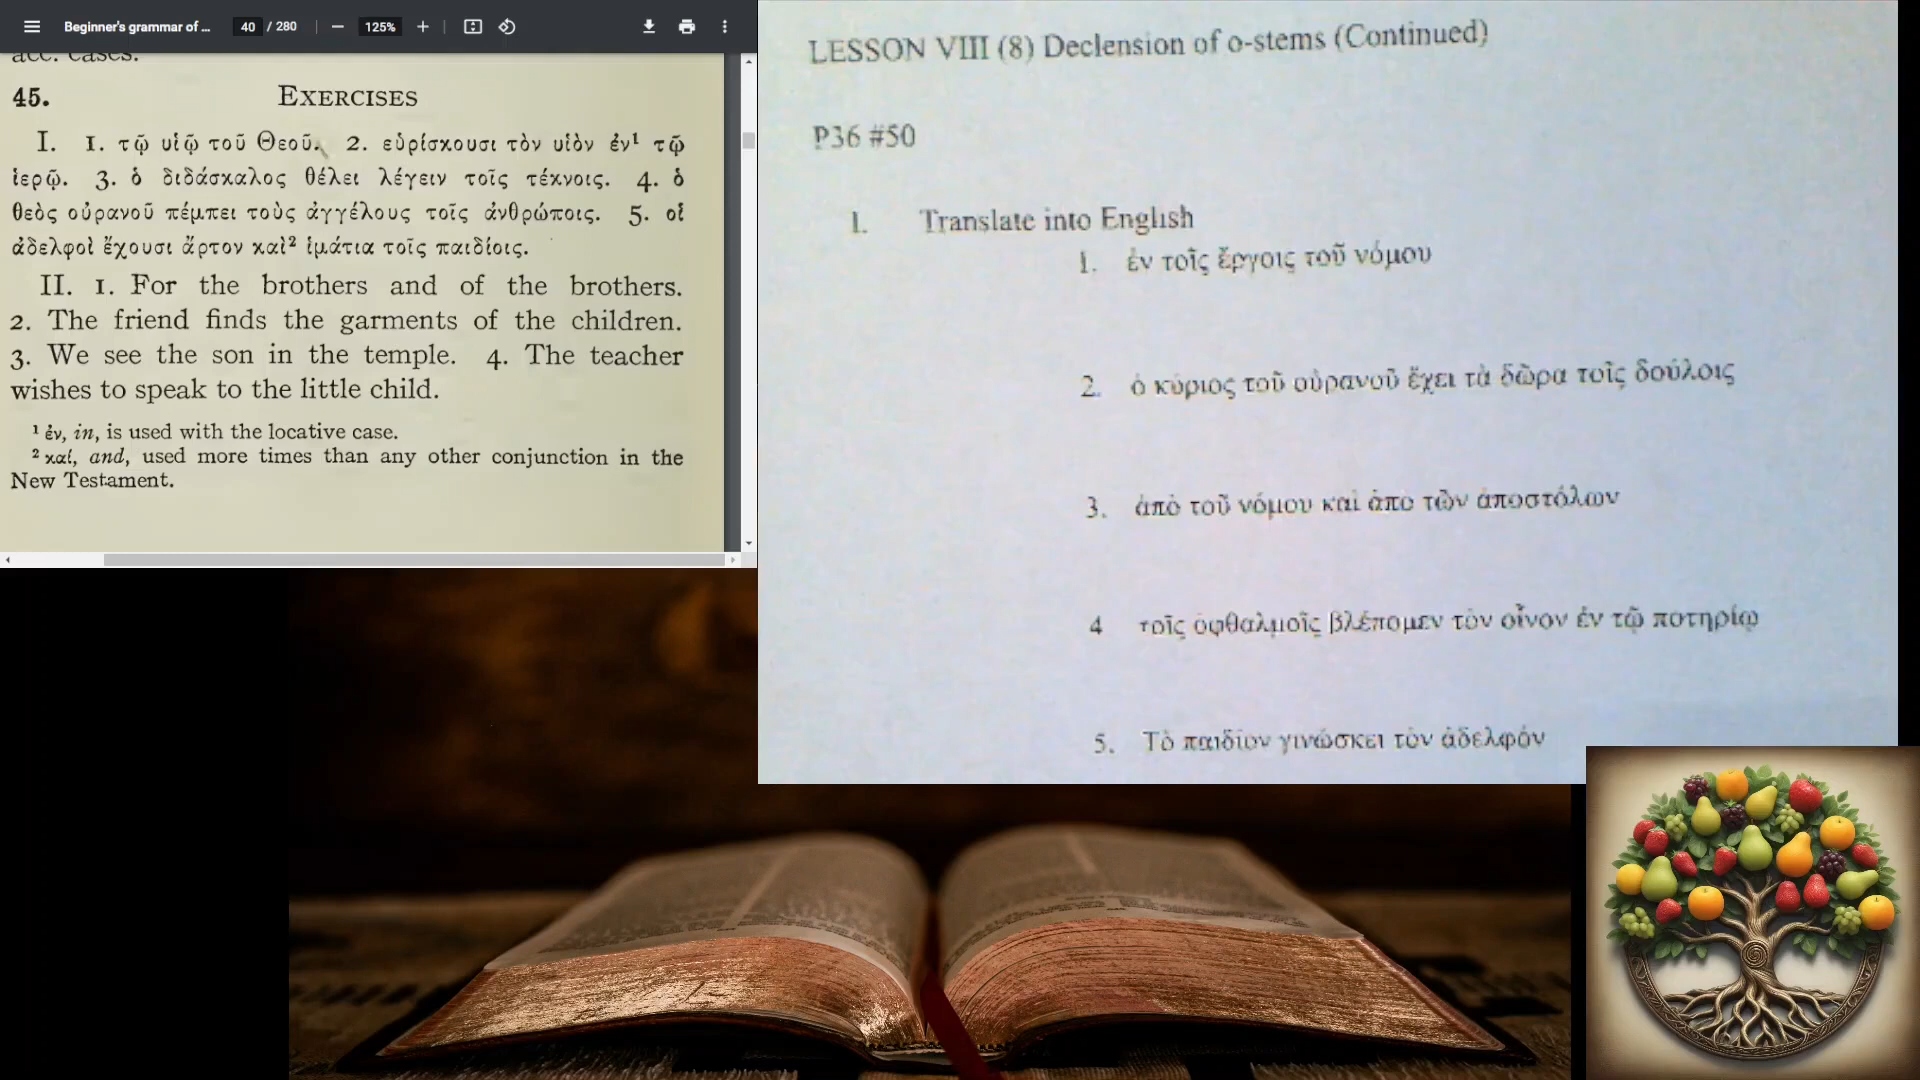 Beginner's grammar of ...
40 / 280
125%
acc. cases.
45. EXERCISES
I. 1. τῷ υἱῷ τοῦ Θεοῦ. 2. εὑρίσκουσι τὸν υἱὸν ἐν¹ τῷ
ἱερῷ. 3. ὁ διδάσκαλος θέλει λέγειν τοῖς τέκνοις. 4. ὁ
θεὸς οὐρανοῦ πέμπει τοὺς ἀγγέλους τοῖς ἀνθρώποις. 5. οἱ
ἀδελφοὶ ἔχουσι ἄρτον καὶ² ἱμάτια τοῖς παιδίοις.
II. 1. For the brothers and of the brothers.
2. The friend finds the garments of the children.
3. We see the son in the temple. 4. The teacher
wishes to speak to the little child.
¹ ἐν, in, is used with the locative case.
² καί, and, used more times than any other conjunction in the
New Testament.
LESSON VIII (8) Declension of o-stems (Continued)
P36 #50
I. Translate into English
1. ἐν τοῖς ἔργοις τοῦ νόμου
2. ὁ κύριος τοῦ οὐρανοῦ ἔχει τὰ δῶρα τοῖς δούλοις
3. ἀπὸ τοῦ νόμου καὶ ἀπο τῶν ἀποστόλων
4 τοῖς ὀφθαλμοῖς βλέπομεν τὸν οἶνον ἐν τῷ ποτηρίῳ
5. Τὸ παιδίον γινώσκει τὸν ἀδελφόν